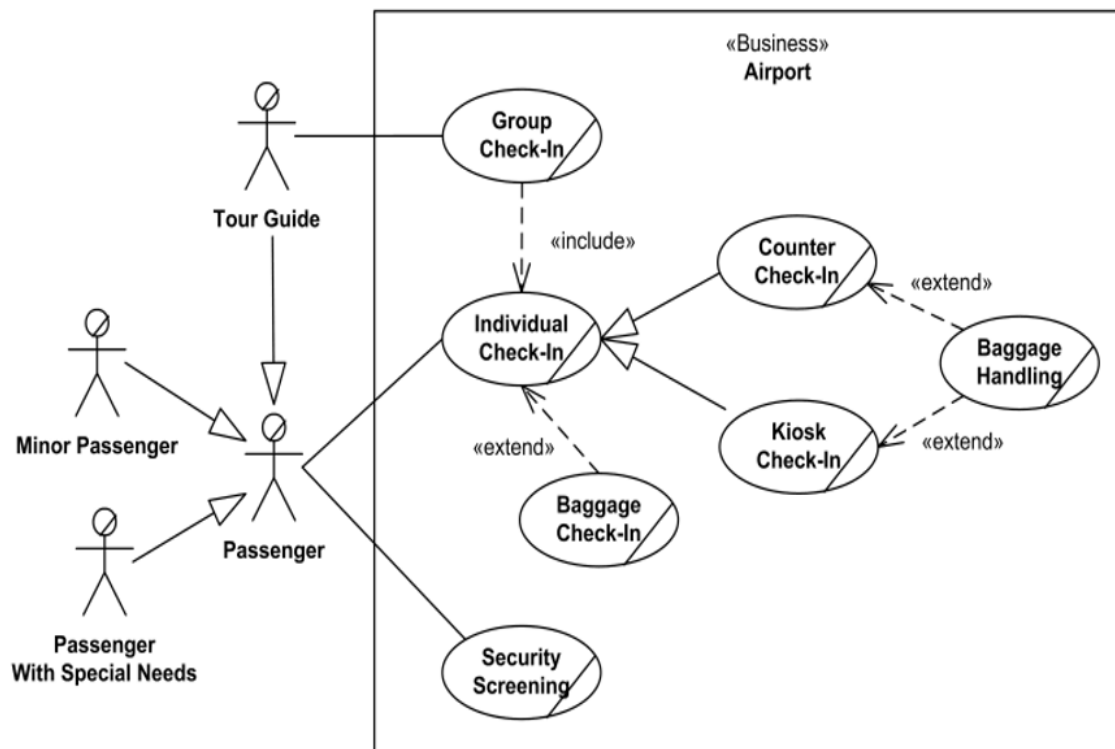 «Business»
Airport
Group
Check-In
Tour Guide
«include»
Counter
Check-In
«extend»
Individual
Check-In
Baggage
Handling
Minor Passenger
«extend»
Kiosk
Check-In
«extend»
Baggage
Check-In
Passenger
Passenger
With Special Needs
Security
Screening